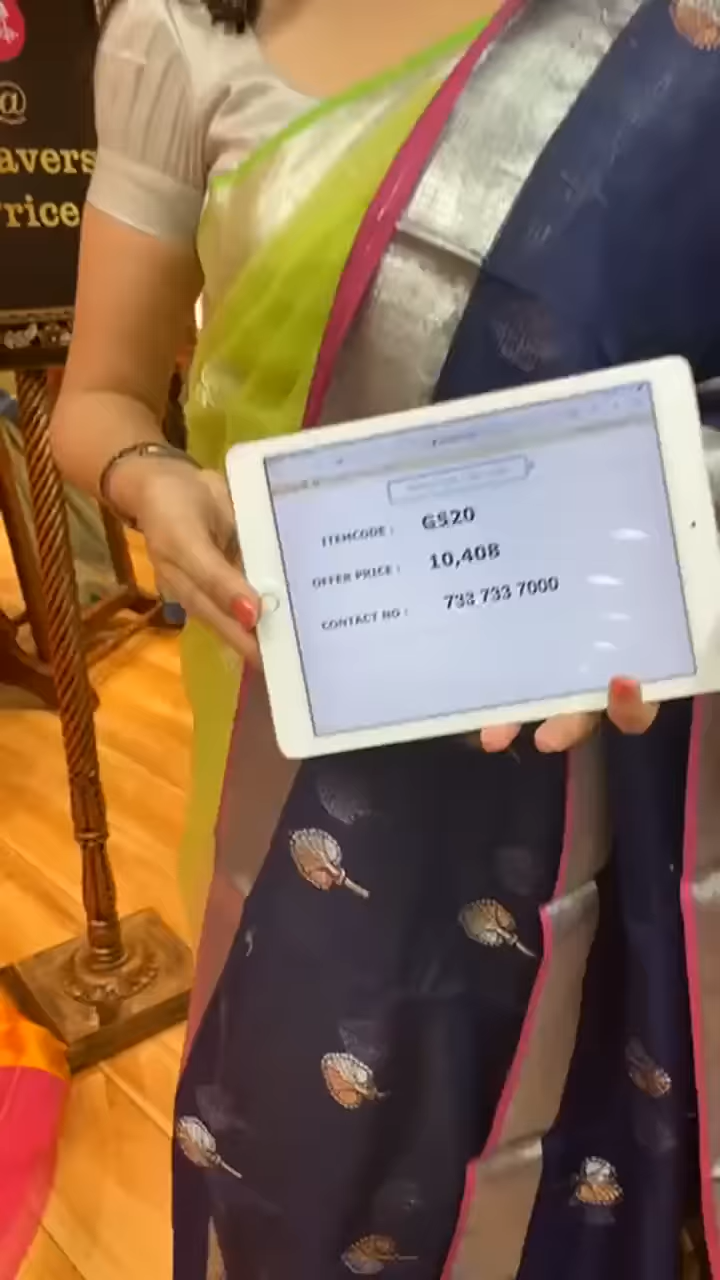 @
avers
rice
ITEMCODE : GS20
OFFER PRICE : 10,408
CONTACT NO : 733 733 7000